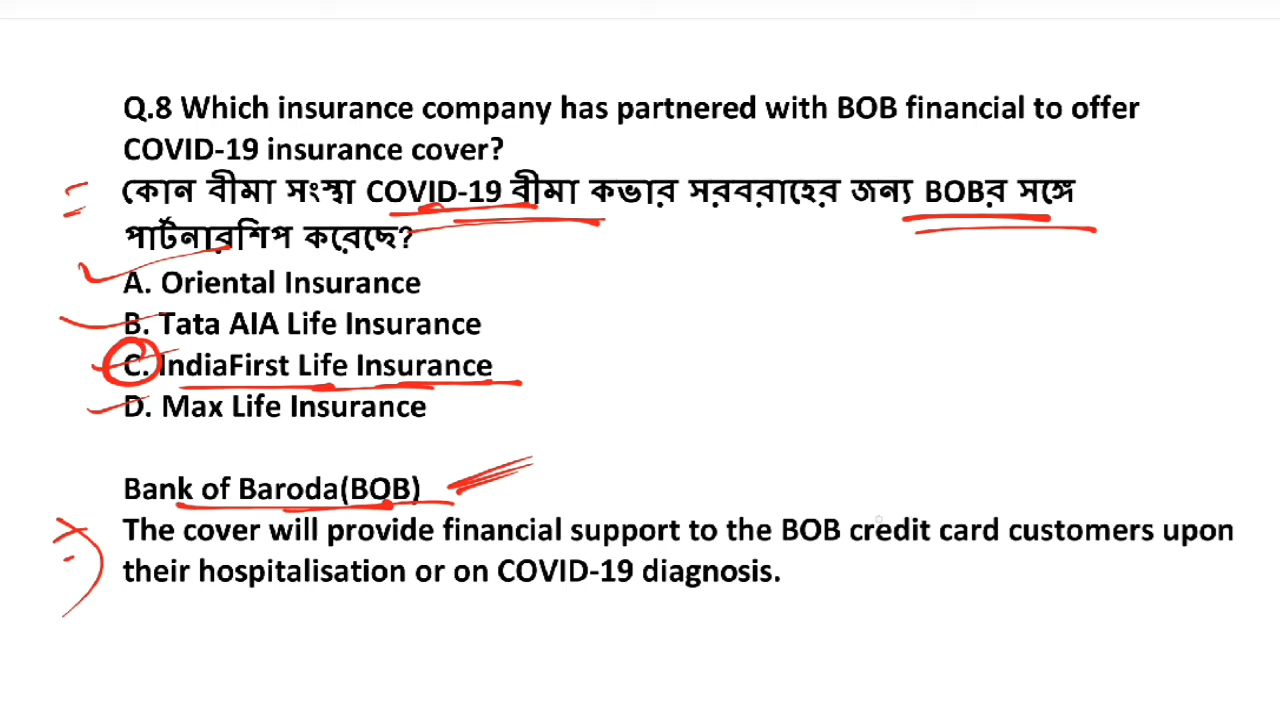 Q.8 Which insurance company has partnered with BOB financial to offer
COVID-19 insurance cover?
কোন বীমা সংস্থা COVID-19 বীমা কভার সরবরাহের জন্য BOBর সঙ্গে
পার্টনারশিপ করেছে?
A. Oriental Insurance
B. Tata AIA Life Insurance
C. IndiaFirst Life Insurance
D. Max Life Insurance
Bank of Baroda(BOB)
The cover will provide financial support to the BOB credit card customers upon
their hospitalisation or on COVID-19 diagnosis.